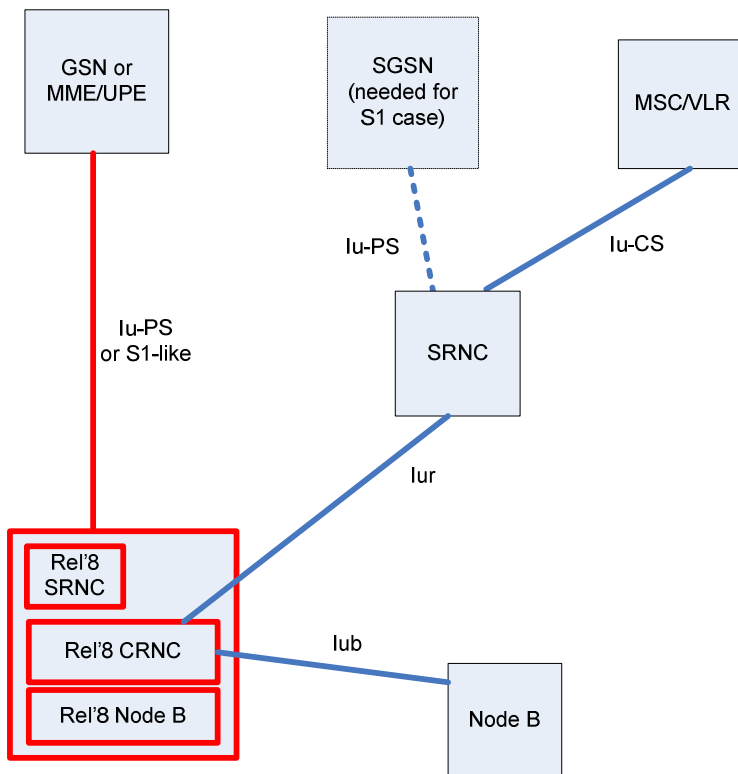 GSN or
MME/UPE
SGSN
(needed for
S1 case)
MSC/VLR
Iu-PS
Iu-CS
Iu-PS
or S1-like
SRNC
Iur
Rel'8
SRNC
Rel'8 CRNC
Iub
Rel'8 Node B
Node B